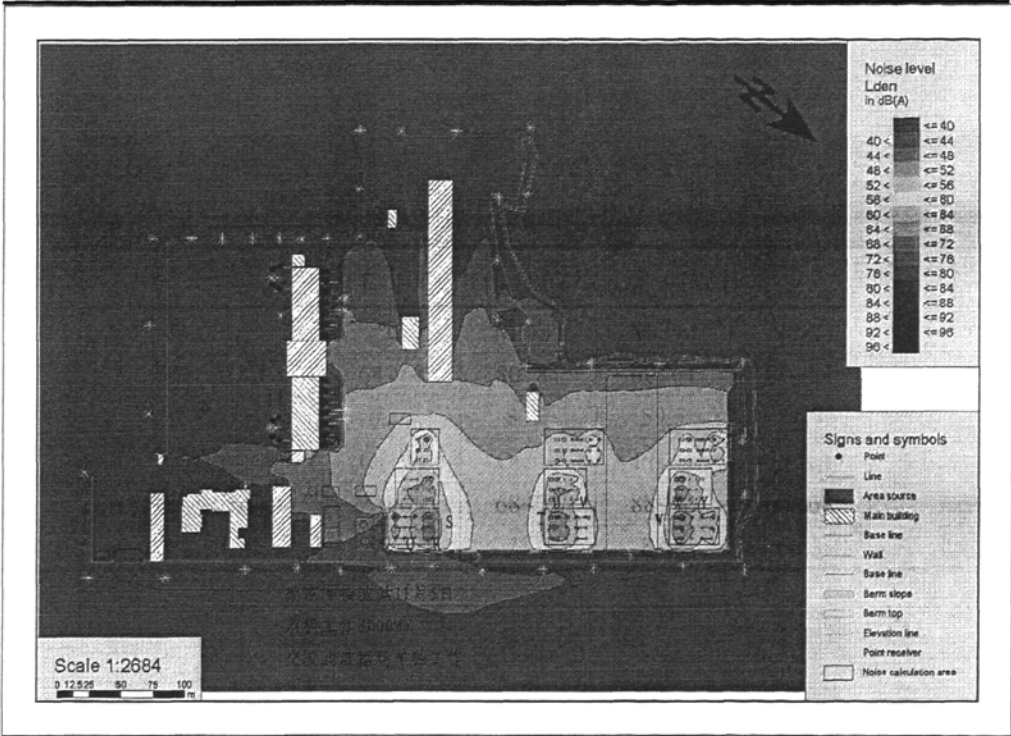 Noise level
Lden
In dB(A)
<= 40
40 < <= 44
44 < <= 48
48 < <= 52
52 < <= 56
56 < <= 60
60 < <= 64
64 < <= 68
68 < <= 72
72 < <= 76
76 < <= 80
80 < <= 84
84 < <= 88
88 < <= 92
92 < <= 96
96 <
Signs and symbols
Point
Line
Area source
Main building
Base line
Wall
Base line
Berm slope
Berm top
Elevation line
Point receiver
Noise calculation area
Scale 1:2684
0 12.525 50 75 100
m